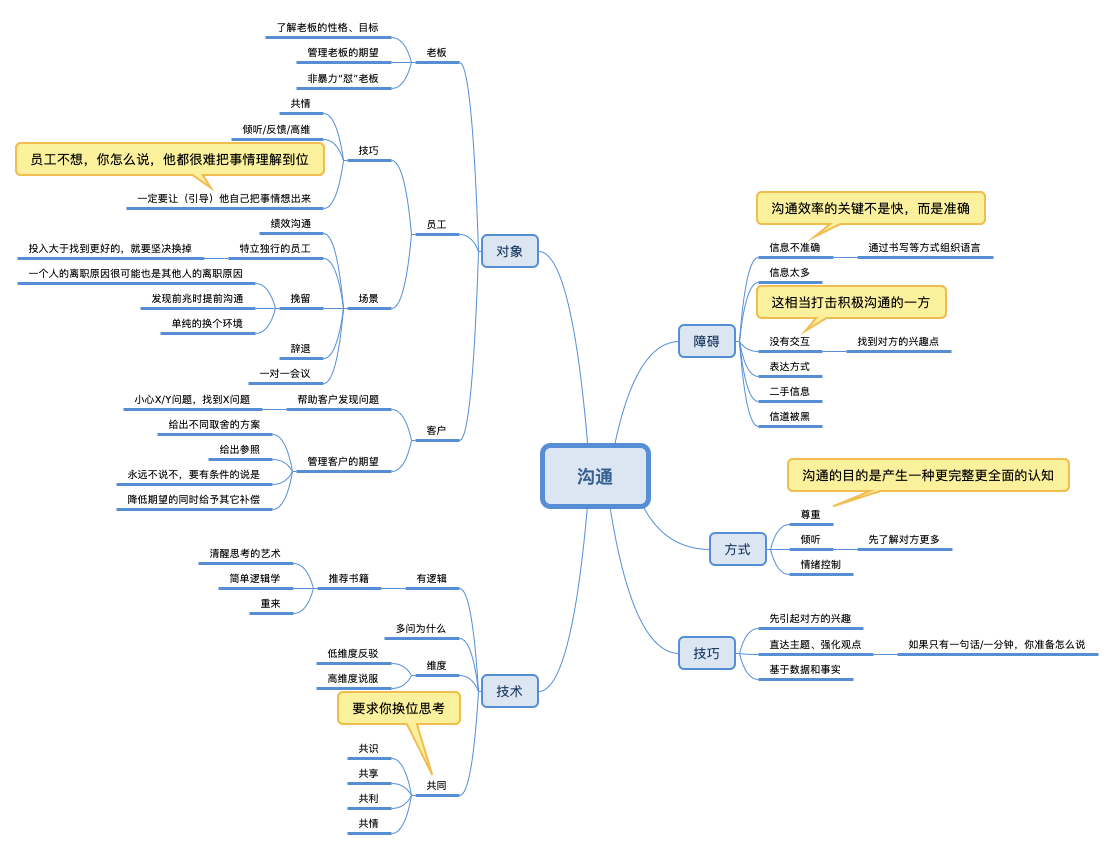 沟通
障碍
沟通效率的关键不是快，而是准确
信息不准确
通过书写等方式组织语言
信息太多
这相当打击积极沟通的一方
没有交互
找到对方的兴趣点
表达方式
二手信息
信道被黑
方式
沟通的目的是产生一种更完整更全面的认知
尊重
倾听
先了解对方更多
情绪控制
技巧
先引起对方的兴趣
直达主题、强化观点
如果只有一句话/一分钟，你准备怎么说
基于数据和事实
对象
老板
了解老板的性格、目标
管理老板的期望
非暴力“怼”老板
员工
技巧
共情
倾听/反馈/高维
员工不想，你怎么说，他都很难把事情理解到位
一定要让（引导）他自己把事情想出来
场景
绩效沟通
特立独行的员工
投入大于找到更好的，就要坚决换掉
挽留
一个人的离职原因很可能也是其他人的离职原因
发现前兆时提前沟通
单纯的换个环境
辞退
一对一会议
客户
帮助客户发现问题
小心X/Y问题，找到X问题
管理客户的期望
给出不同取舍的方案
给出参照
永远不说不，要有条件的说是
降低期望的同时给予其它补偿
技术
有逻辑
推荐书籍
清醒思考的艺术
简单逻辑学
重来
多问为什么
维度
低维度反驳
高维度说服
要求你换位思考
共同
共识
共享
共利
共情